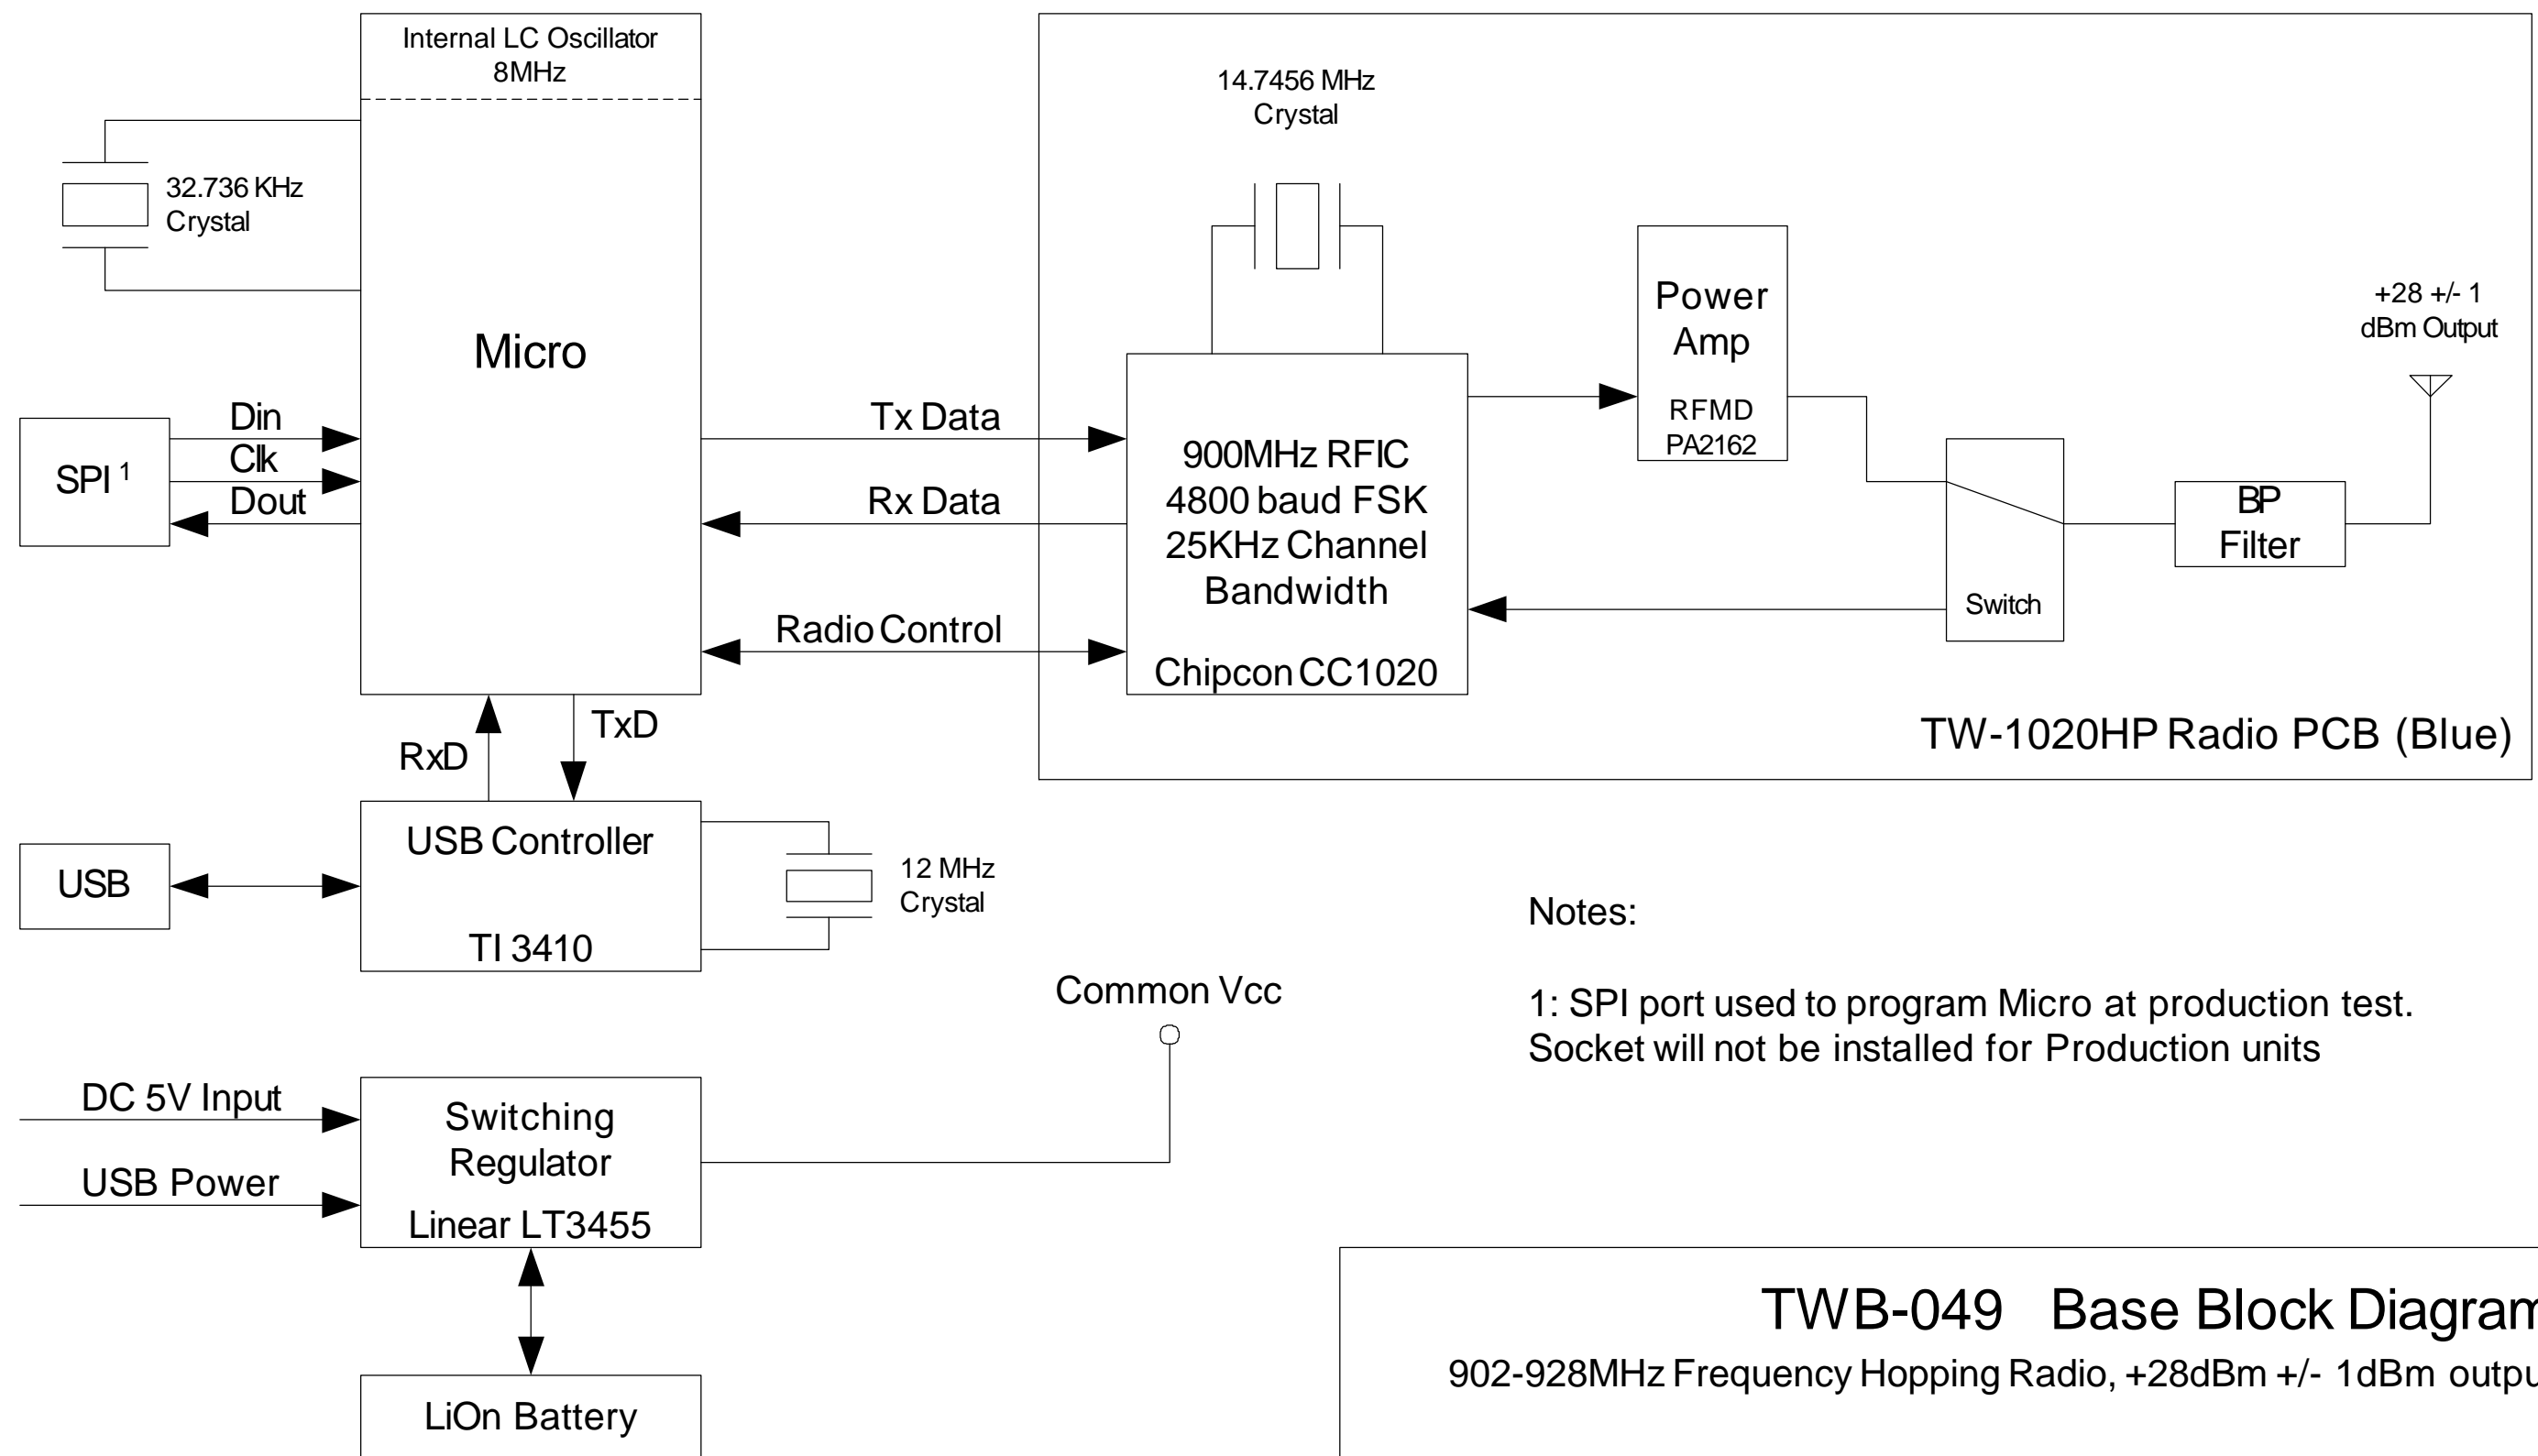 Internal LC Oscillator
8MHz
32.736 KHz
Crystal
Micro
Din
Clk
Dout
SPI 1
Tx Data
Rx Data
Radio Control
14.7456 MHz
Crystal
900MHz RFIC
4800 baud FSK
25KHz Channel
Bandwidth
Chipcon CC1020
Power
Amp
RFMD
PA2162
Switch
BP
Filter
+28 +/- 1
dBm Output
TW-1020HP Radio PCB (Blue)
RxD
TxD
USB
USB Controller
TI 3410
12 MHz
Crystal
Common Vcc
DC 5V Input
USB Power
Switching
Regulator
Linear LT3455
LiOn Battery
Notes:
1: SPI port used to program Micro at production test.
Socket will not be installed for Production units
TWB-049 Base Block Diagram
902-928MHz Frequency Hopping Radio, +28dBm +/- 1dBm outpu